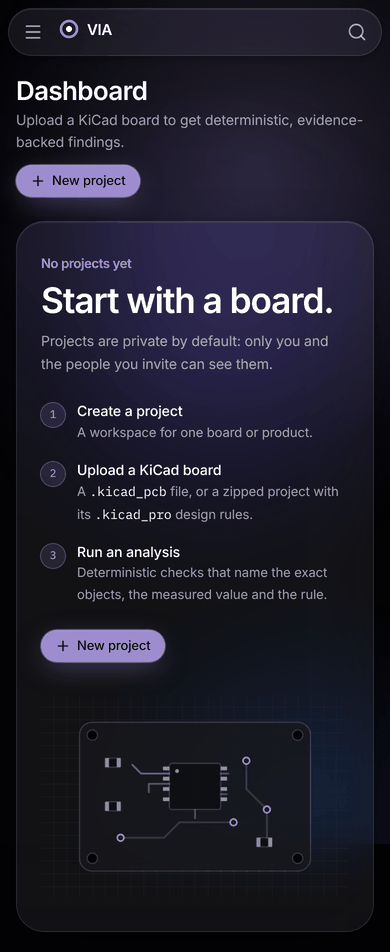 VIA
Dashboard
Upload a KiCad board to get deterministic, evidence-
backed findings.
+ New project
No projects yet
Start with a board.
Projects are private by default: only you and
the people you invite can see them.
1
Create a project
A workspace for one board or product.
2
Upload a KiCad board
A .kicad_pcb file, or a zipped project with
its .kicad_pro design rules.
3
Run an analysis
Deterministic checks that name the exact
objects, the measured value and the rule.
+ New project